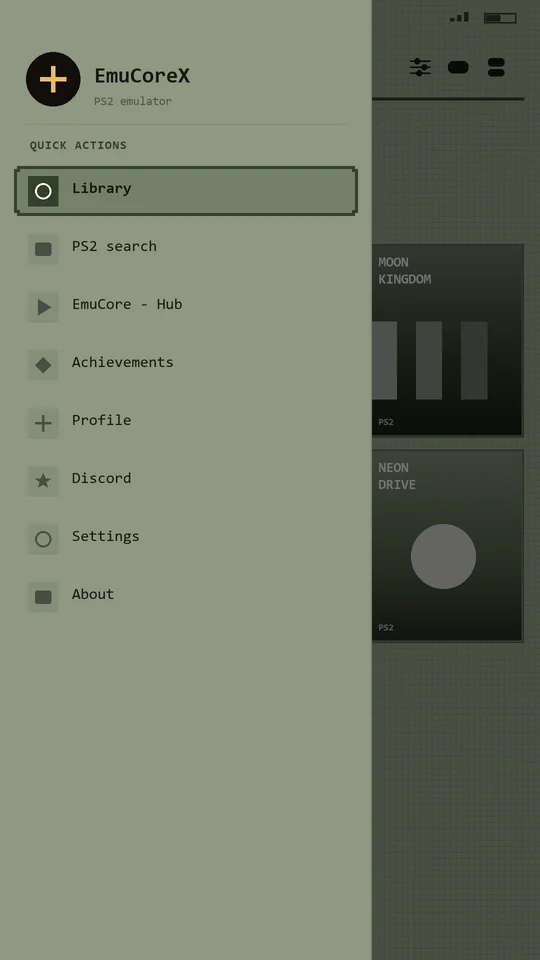 EmuCoreX
PS2 emulator
QUICK ACTIONS
Library
PS2 search
EmuCore - Hub
Achievements
Profile
Discord
Settings
About
MOON
KINGDOM
PS2
NEON
DRIVE
PS2